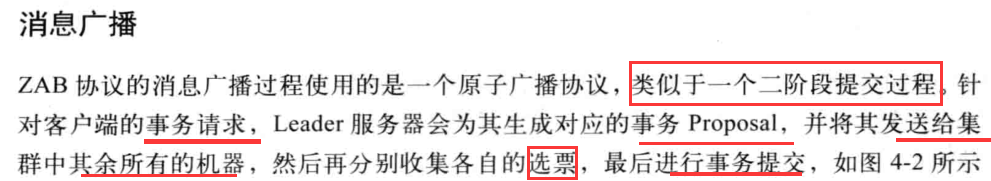 消息广播
ZAB 协议的消息广播过程使用的是一个原子广播协议，类似于一个二阶段提交过程。针
对客户端的事务请求，Leader 服务器会为其生成对应的事务 Proposal，并将其发送给集
群中其余所有的机器，然后再分别收集各自的选票，最后进行事务提交，如图 4-2 所示